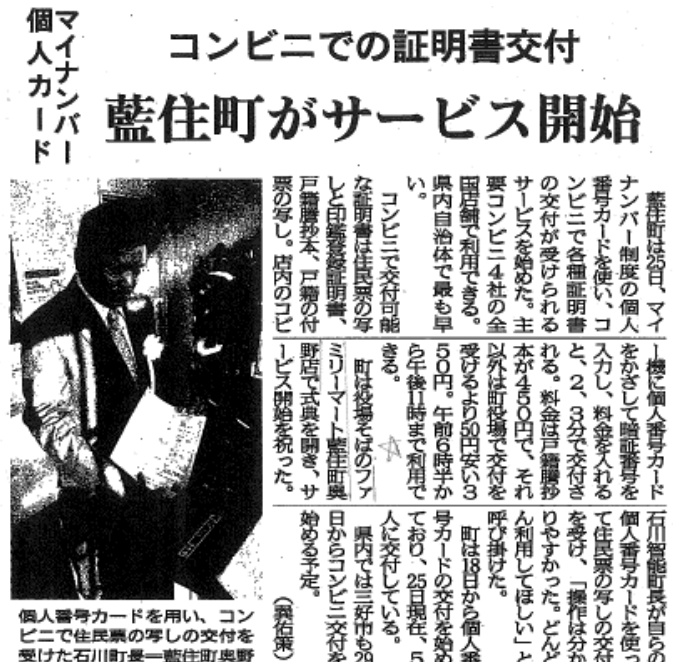 マイナンバー
個人カード
コンビニでの証明書交付
藍住町がサービス開始
藍住町は25日、マイ
ナンバー制度の個人
番号カードを使い、コ
ンビニで各種証明書
の交付が受けられる
サービスを始めた。主
要コンビニ4社の全
国店舗で利用できる。
県内自治体で最も早
い。
コンビニで交付可能
な証明書は住民票の写
しと印鑑登録証明書、
戸籍謄抄本、戸籍の付
票の写し。店内のコピ
ー機に個人番号カード
をかざして暗証番号を
入力し、料金を入れる
と、2、3分で交付さ
れる。料金は戸籍謄抄
本が450円で、それ
以外は町役場で交付を
受けるより50円安い3
50円。午前6時半か
ら午後11時まで利用で
きる。
町は役場そばのファ
ミリーマート藍住町奥
野店で式典を開き、サ
ービス開始を祝った。
石川智能町長が自らの
個人番号カードを使っ
て住民票の写しの交付
を受け、「操作は分か
りやすかった。どんど
ん利用してほしい」と
呼び掛けた。
町は18日から個人番
号カードの交付を始め
ており、25日現在、5
人に交付している。
県内では三好市も29
日からコンビニ交付を
始める予定。
個人番号カードを用い、コン
ビニで住民票の写しの交付を
受けた石川町長＝藍住町奥野